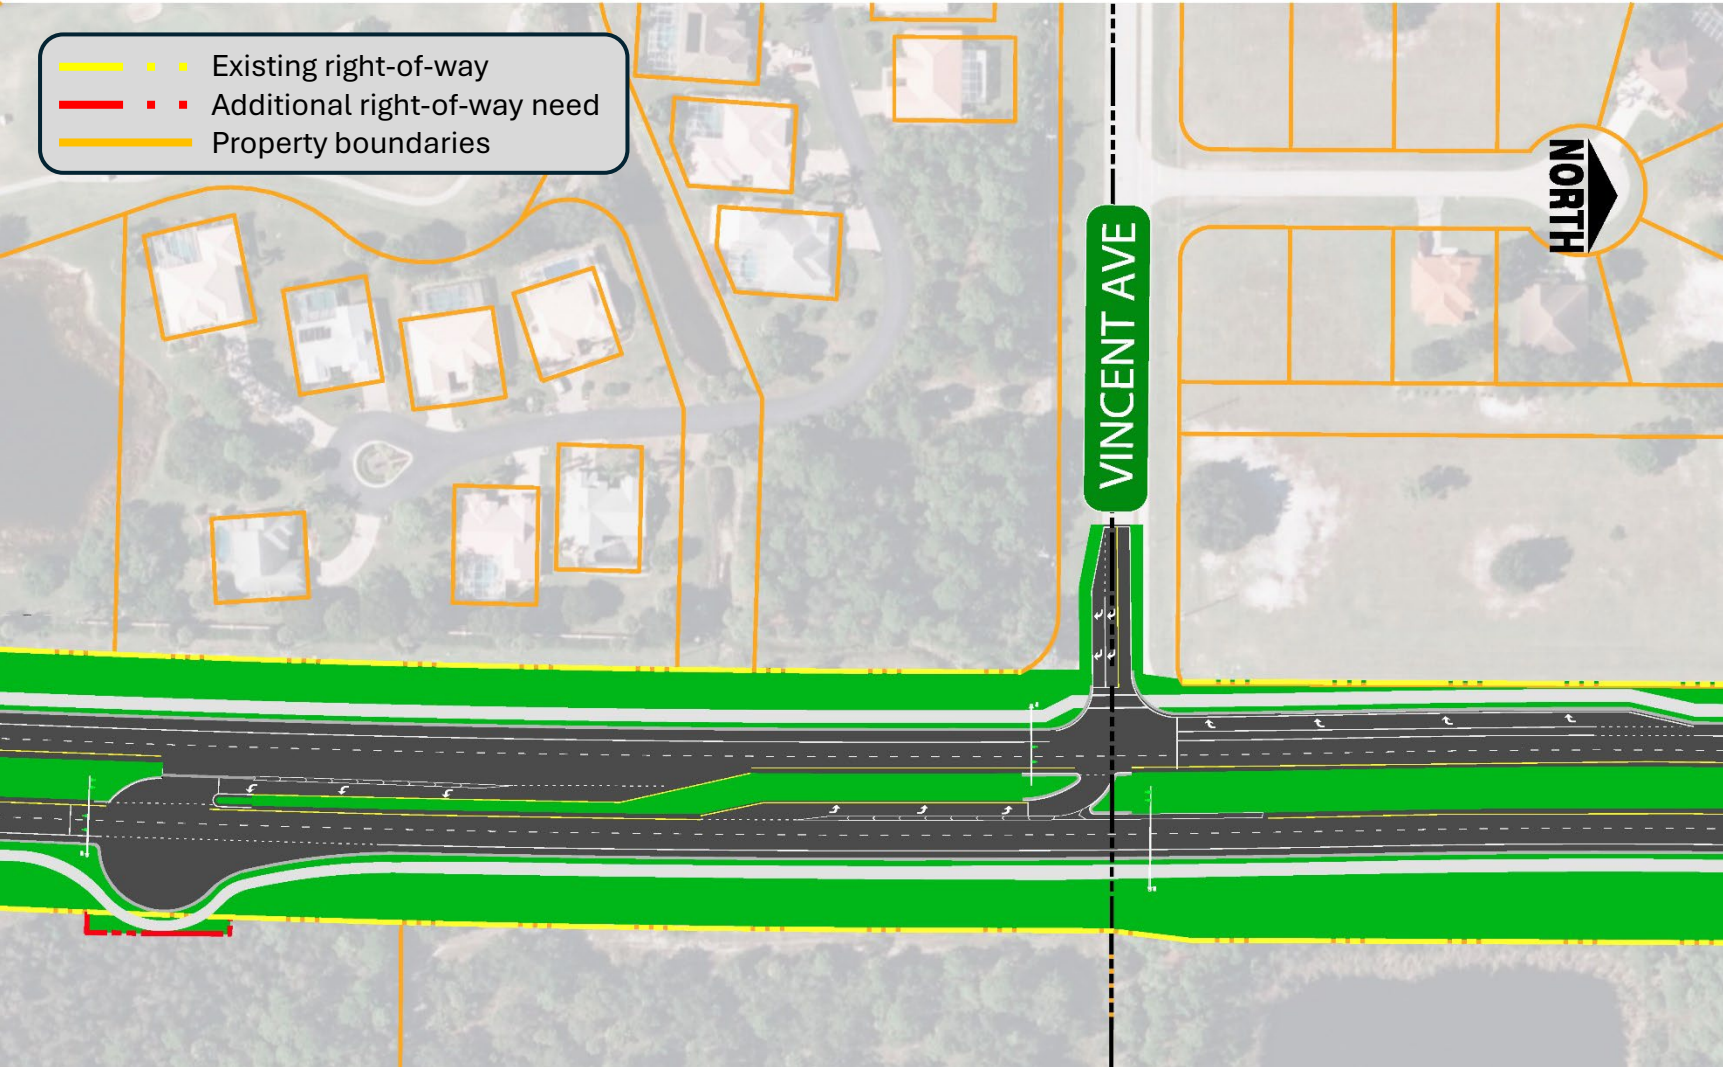 Existing right-of-way
Additional right-of-way need
Property boundaries
NORTH
VINCENT AVE